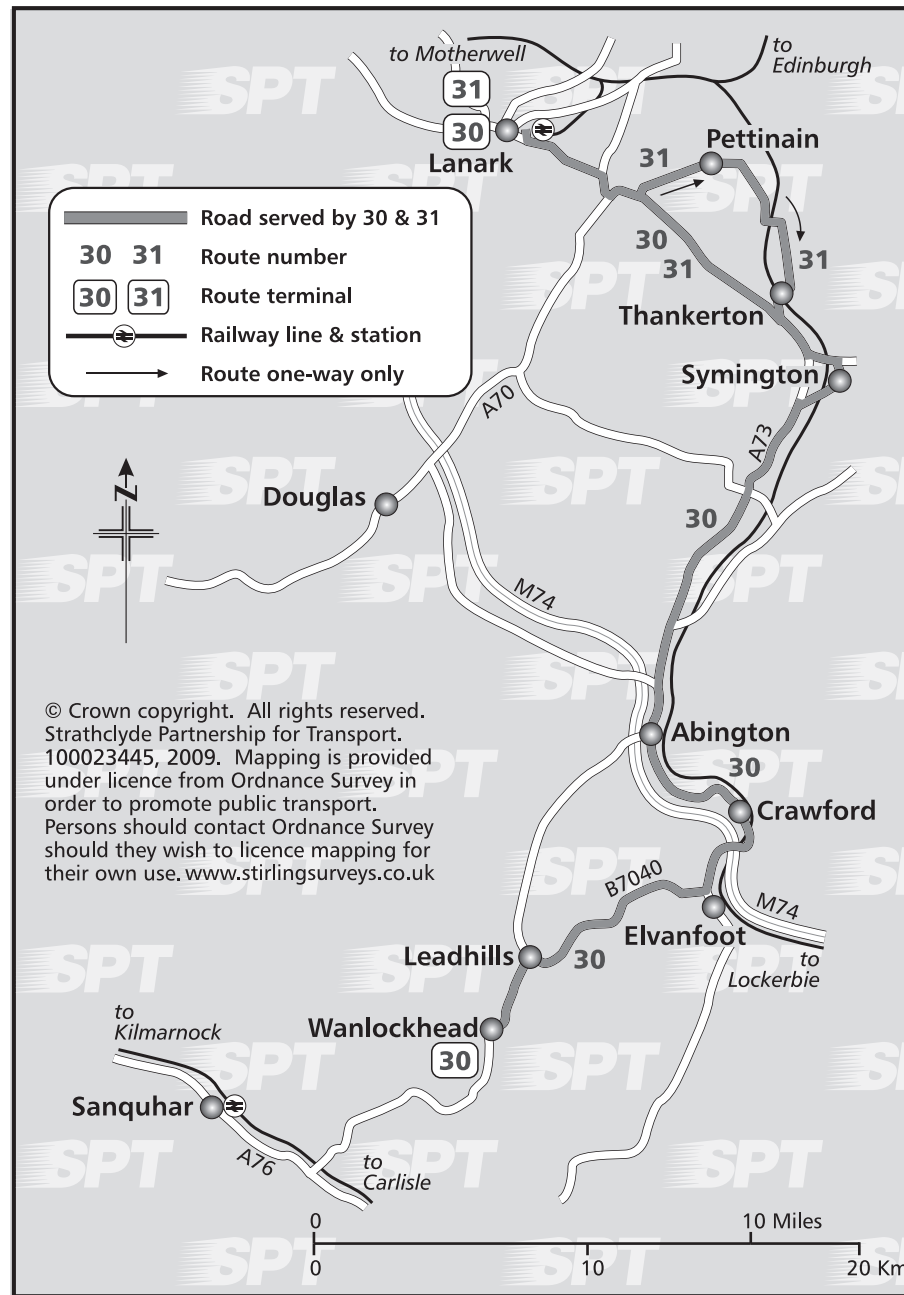 to Motherwell
to
Edinburgh
31
30
Lanark
Pettinain
31
30
31
31
Thankerton
Symington
Road served by 30 & 31
30 31 Route number
30 31 Route terminal
Railway line & station
Route one-way only
A70
A73
Douglas
N
30
M74
© Crown copyright. All rights reserved.
Strathclyde Partnership for Transport.
100023445, 2009. Mapping is provided
under licence from Ordnance Survey in
order to promote public transport.
Persons should contact Ordnance Survey
should they wish to licence mapping for
their own use. www.stirlingsurveys.co.uk
Abington
30
Crawford
B7040
M74
Elvanfoot
to
Lockerbie
Leadhills
30
Wanlockhead
30
to
Kilmarnock
Sanquhar
A76
to
Carlisle
0 10 Miles
0 10 20 Km
SPT